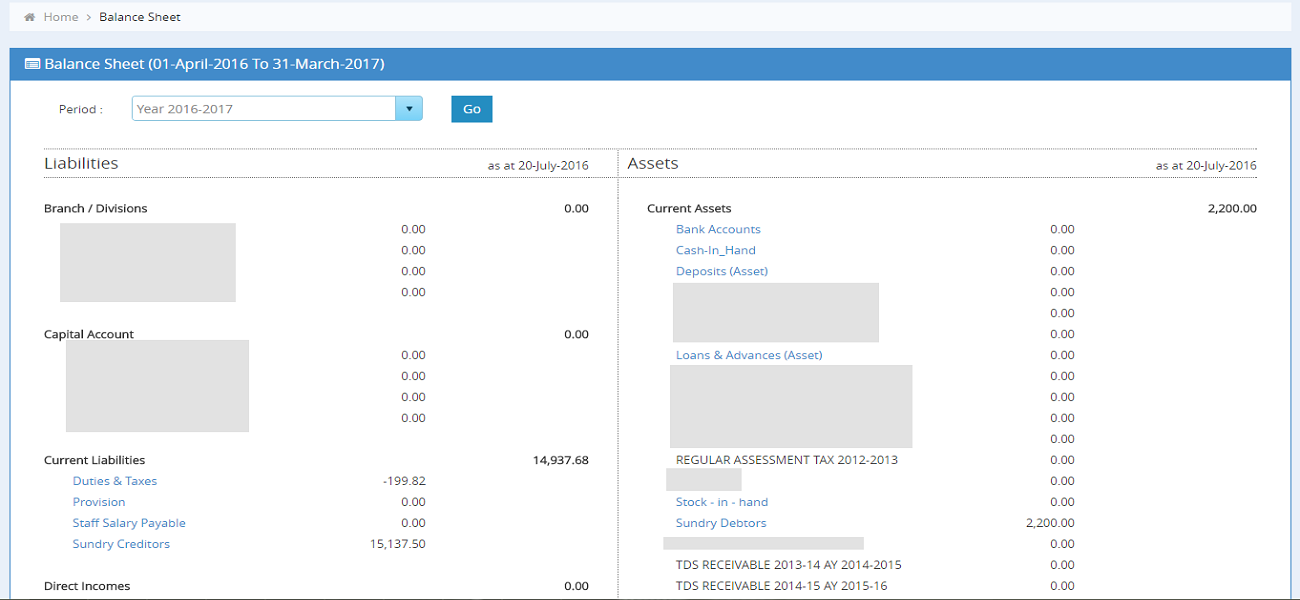 Home > Balance Sheet
Balance Sheet (01-April-2016 To 31-March-2017)
Period : Year 2016-2017 Go
Liabilities as at 20-July-2016
Branch / Divisions 0.00
0.00
0.00
0.00
0.00
Capital Account 0.00
0.00
0.00
0.00
0.00
Current Liabilities 14,937.68
Duties & Taxes -199.82
Provision 0.00
Staff Salary Payable 0.00
Sundry Creditors 15,137.50
Direct Incomes 0.00
Assets as at 20-July-2016
Current Assets 2,200.00
Bank Accounts 0.00
Cash-In_Hand 0.00
Deposits (Asset) 0.00
0.00
0.00
0.00
Loans & Advances (Asset) 0.00
0.00
0.00
0.00
0.00
REGULAR ASSESSMENT TAX 2012-2013 0.00
0.00
Stock - in - hand 0.00
Sundry Debtors 2,200.00
0.00
TDS RECEIVABLE 2013-14 AY 2014-2015 0.00
TDS RECEIVABLE 2014-15 AY 2015-16 0.00